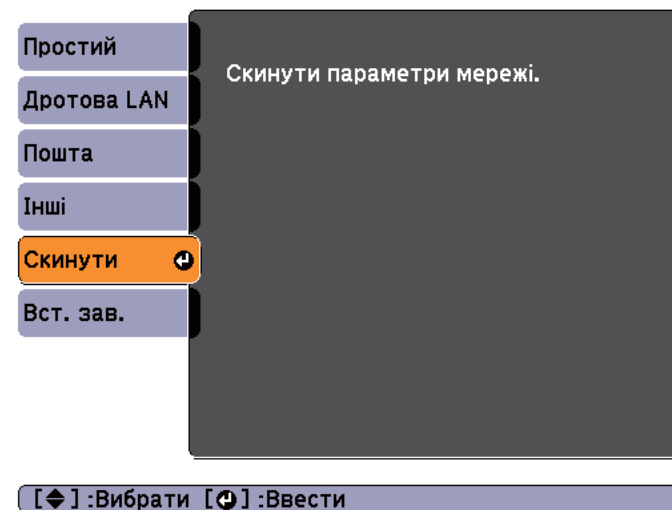 Простий
Дротова LAN
Пошта
Інші
Скинути
Вст. зав.
Скинути параметри мережі.
[◆] :Вибрати [⏎] :Ввести